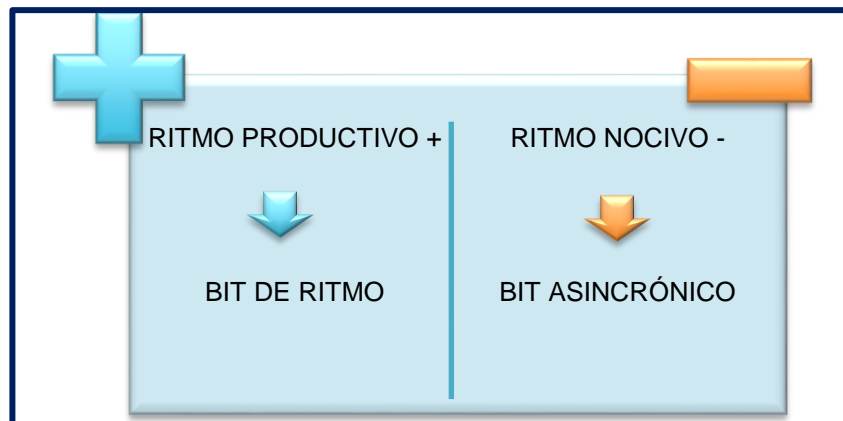 RITMO PRODUCTIVO +
RITMO NOCIVO -
BIT DE RITMO
BIT ASINCRÓNICO